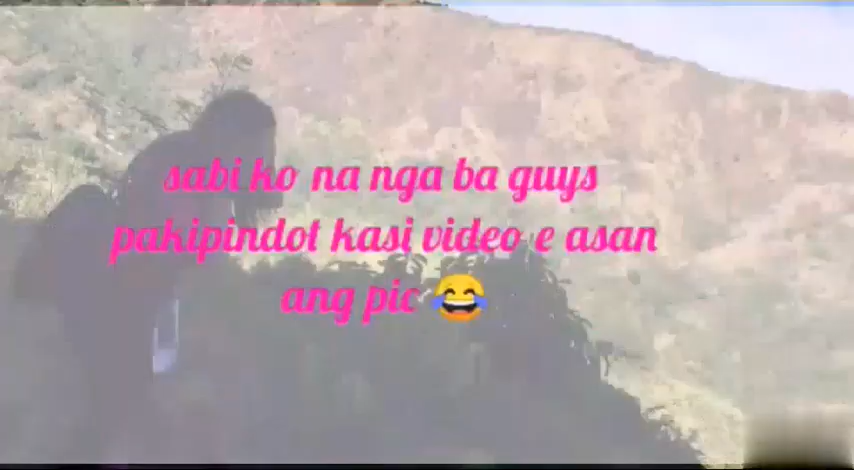 sabi ko na nga ba guys
pakipindot kasi video e asan
ang pic 😂